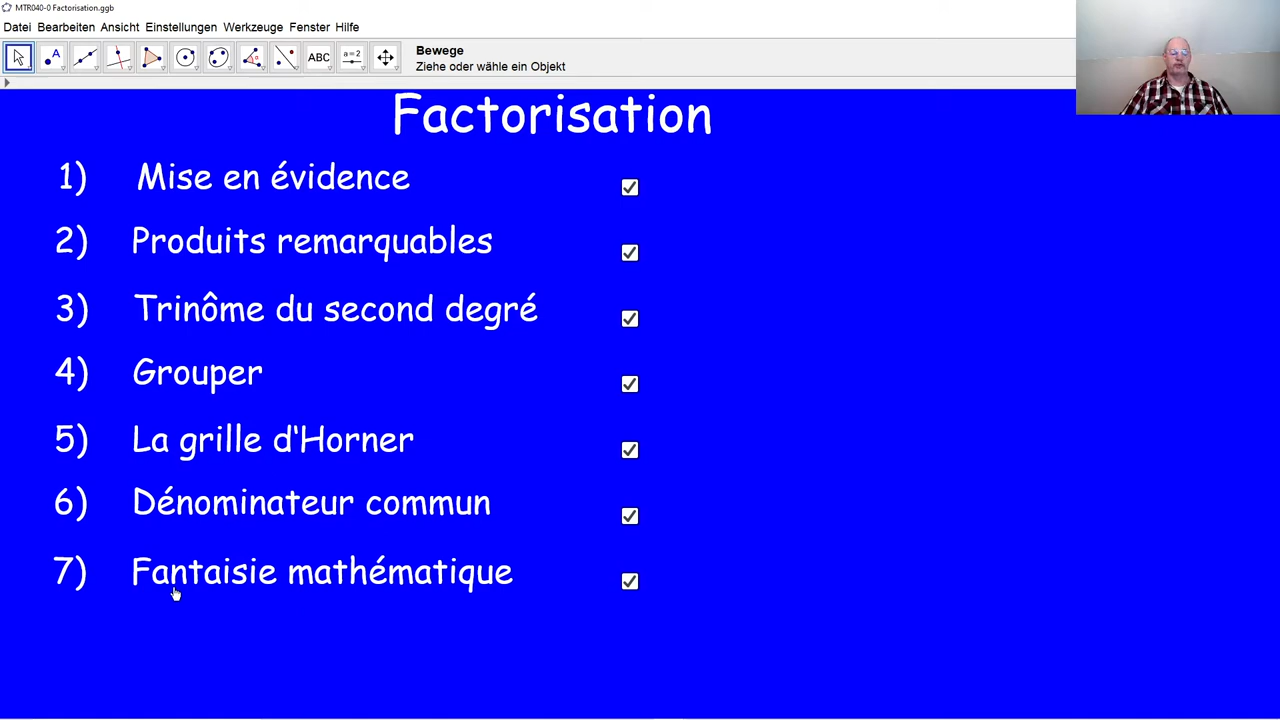 MTR040-0 Factorisation.ggb
Datei Bearbeiten Ansicht Einstellungen Werkzeuge Fenster Hilfe
A
ABC
a=2
Bewege
Ziehe oder wähle ein Objekt
Factorisation
1) Mise en évidence
2) Produits remarquables
3) Trinôme du second degré
4) Grouper
5) La grille d'Horner
6) Dénominateur commun
7) Fantaisie mathématique